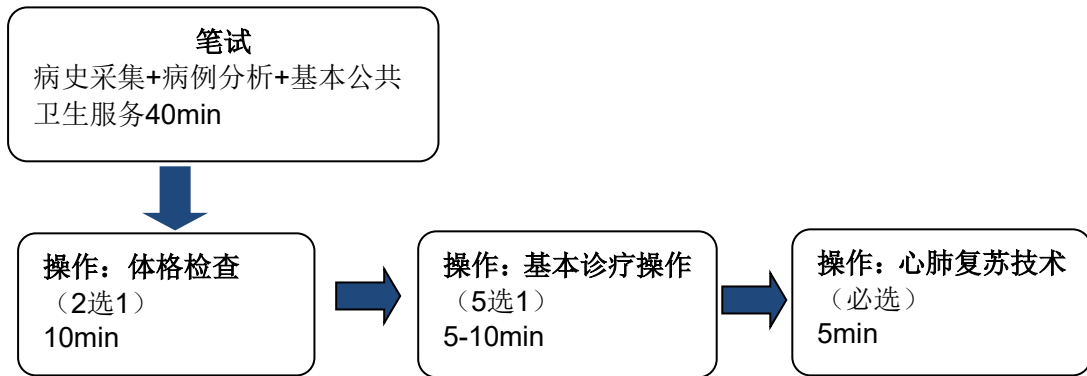 笔试
病史采集+病例分析+基本公共
卫生服务40min
操作：体格检查
（2选1）
10min
操作：基本诊疗操作
（5选1）
5-10min
操作：心肺复苏技术
（必选）
5min